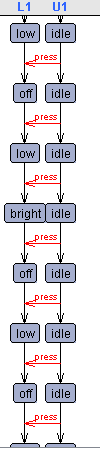 L1 U1
low idle
press
off idle
press
low idle
press
bright idle
press
off idle
press
low idle
press
off idle
press